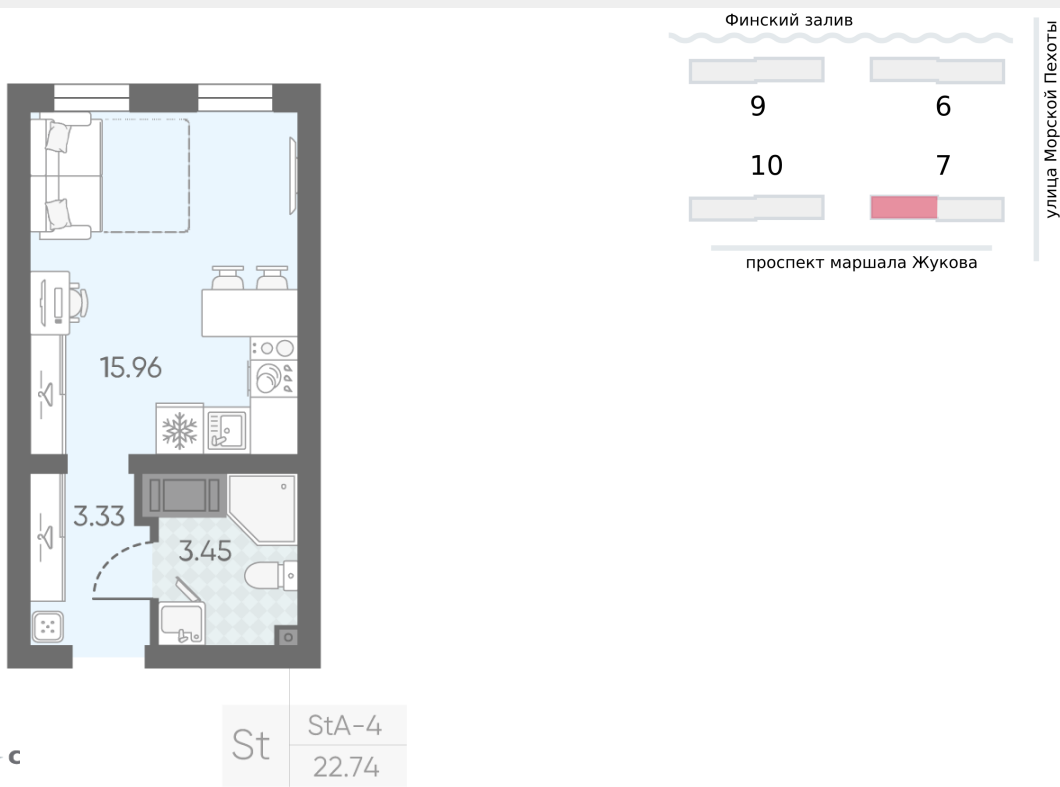 Финский залив
улица Морской Пехоты
9
6
10
7
проспект маршала Жукова
15.96
3.33
3.45
St
StA-4
22.74
с